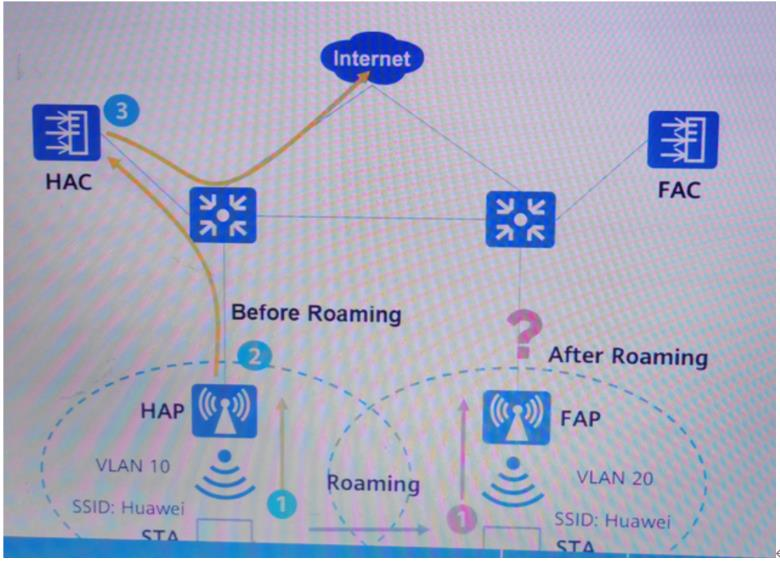 Internet
3
HAC
FAC
Before Roaming
?
2
After Roaming
HAP
FAP
VLAN 10
VLAN 20
Roaming
SSID: Huawei
1
1
SSID: Huawei
STA
STA